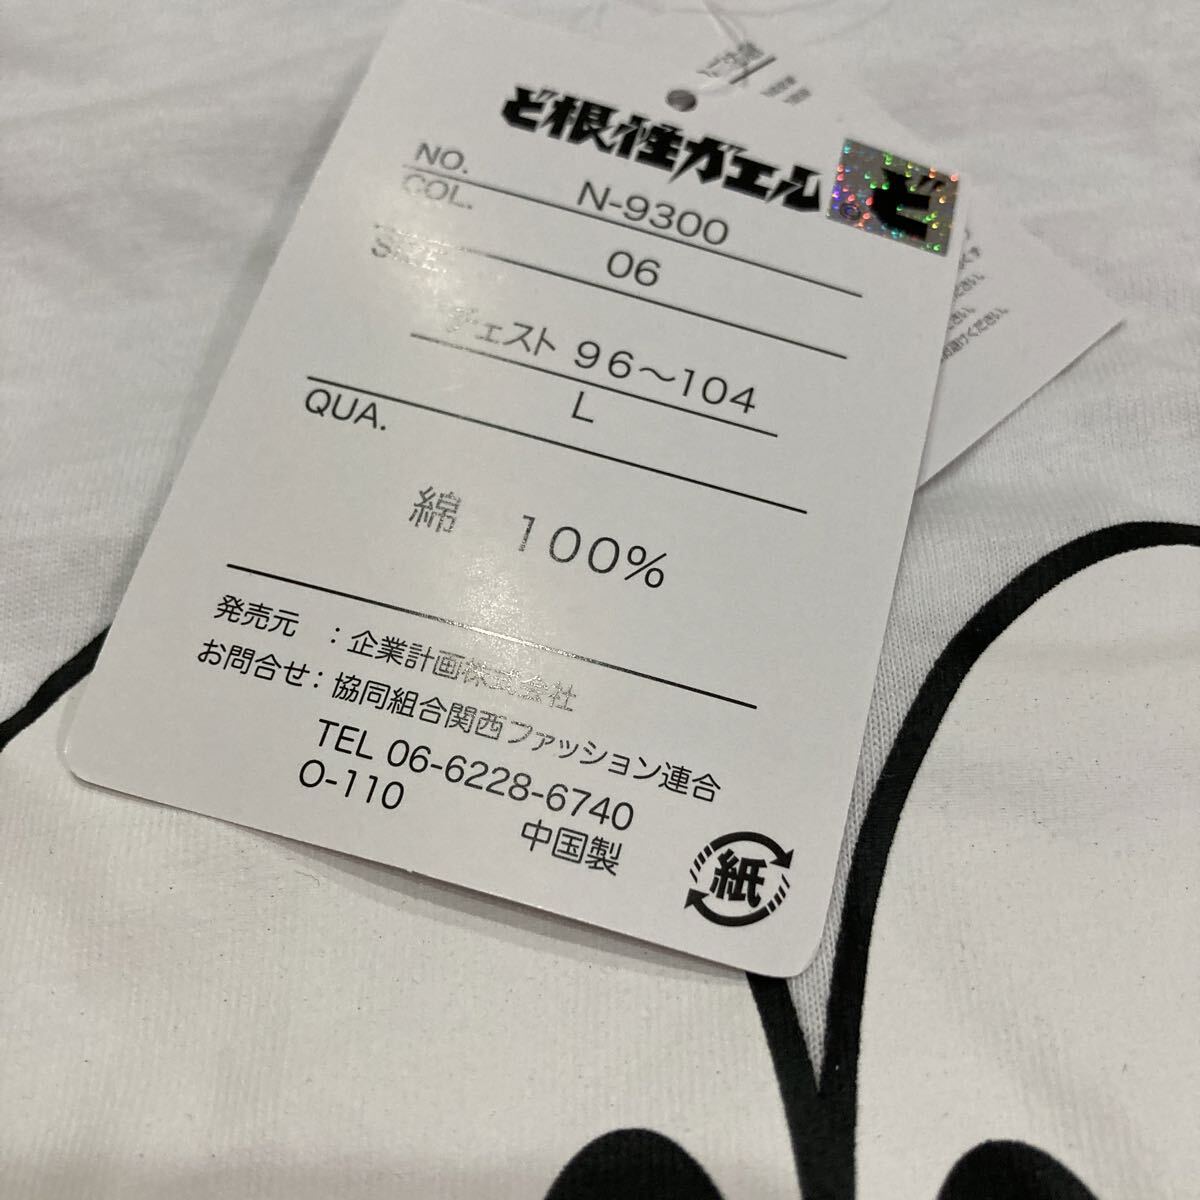 ど根性ガエル
© ど
NO. N-9300
COL. 06
チェスト 96～104
L
QUA.
綿 100%
発売元 : 企業計画株式会社
お問合せ : 協同組合関西ファッション連合
TEL 06-6228-6740
O-110
中国製
紙